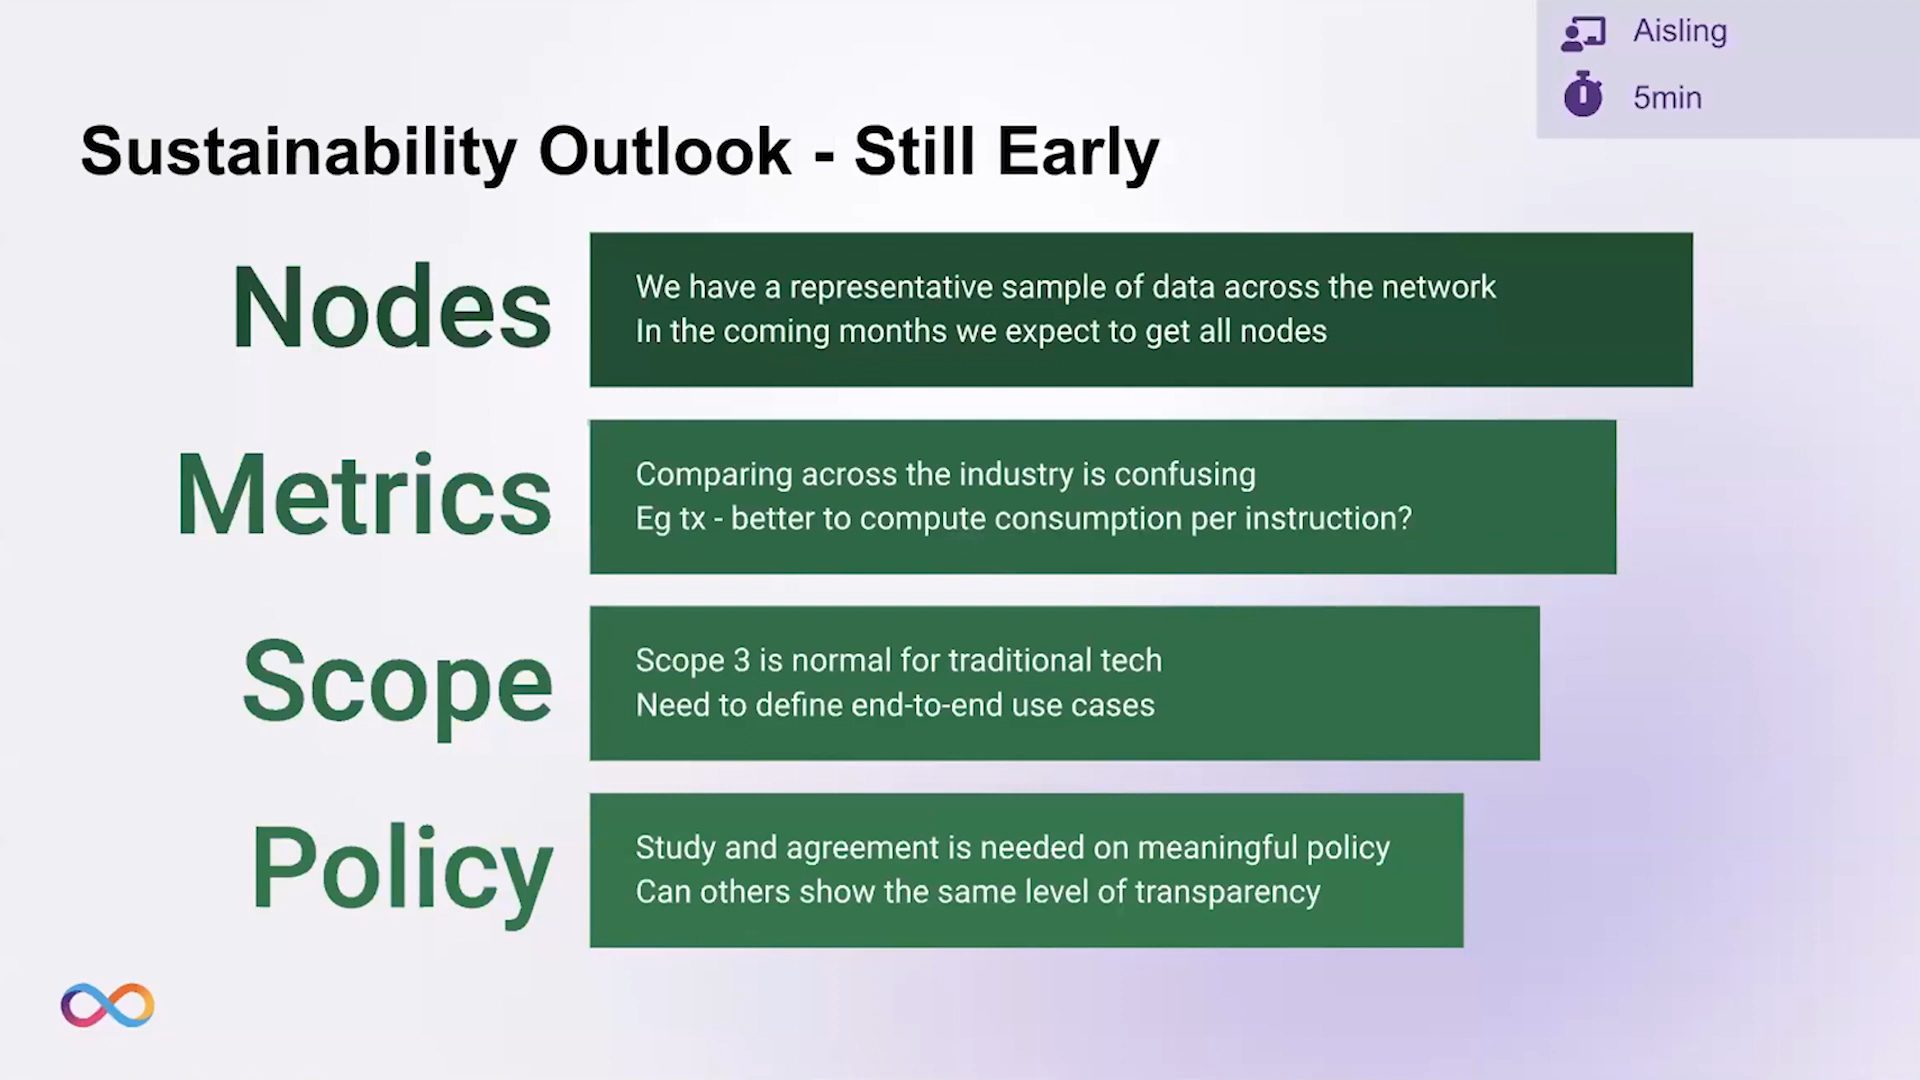 Aisling
5min
Sustainability Outlook - Still Early
Nodes
We have a representative sample of data across the network
In the coming months we expect to get all nodes
Metrics
Comparing across the industry is confusing
Eg tx - better to compute consumption per instruction?
Scope
Scope 3 is normal for traditional tech
Need to define end-to-end use cases
Policy
Study and agreement is needed on meaningful policy
Can others show the same level of transparency